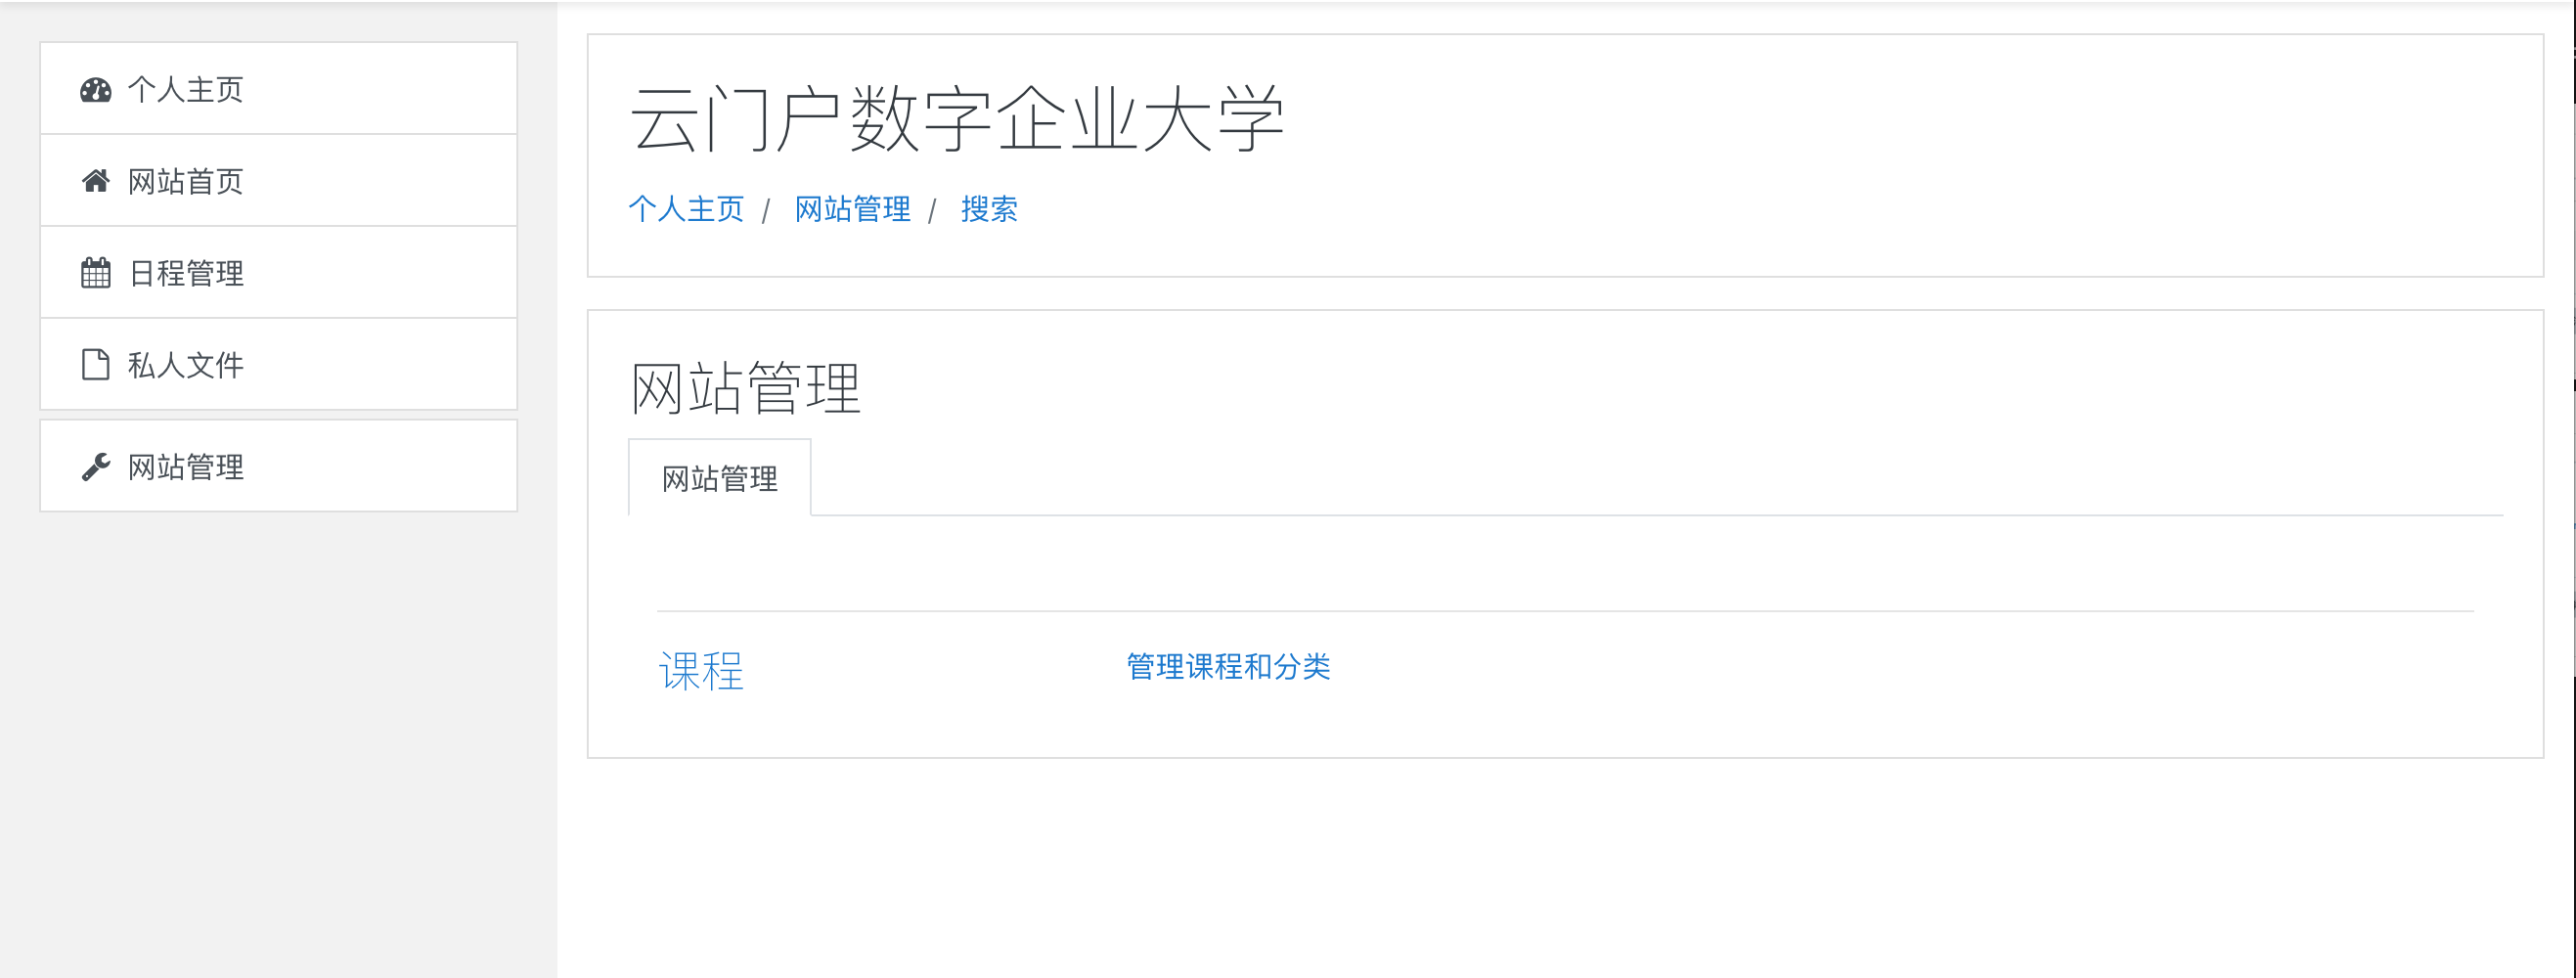 个人主页
网站首页
日程管理
私人文件
网站管理
云门户数字企业大学
个人主页 / 网站管理 / 搜索
网站管理
网站管理
课程 管理课程和分类